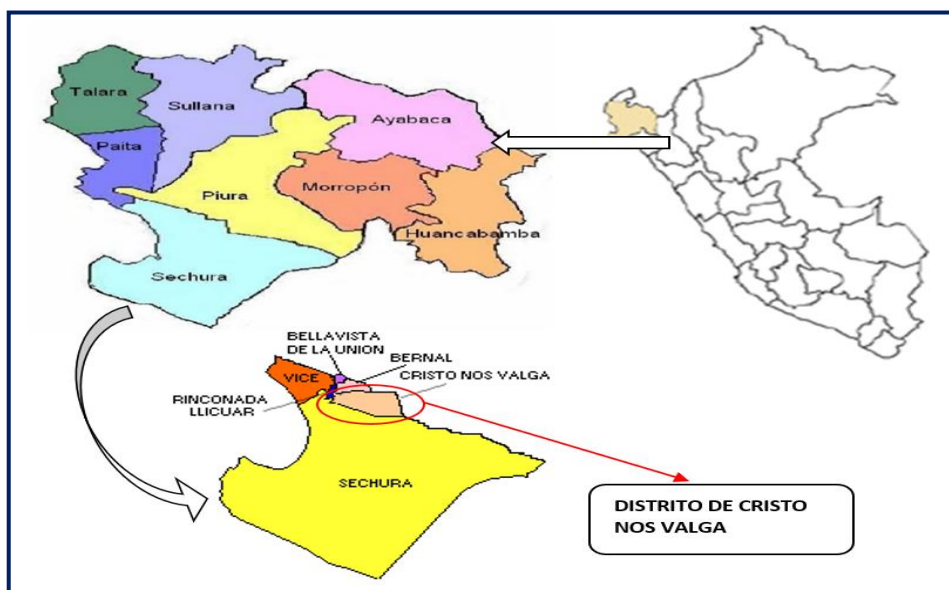 Talara
Sullana
Ayabaca
Paita
Piura
Morropón
Huancabamba
Sechura
BELLAVISTA
DE LA UNION
BERNAL
VICE
CRISTO NOS VALGA
RINCONADA
LLICUAR
SECHURA
DISTRITO DE CRISTO
NOS VALGA